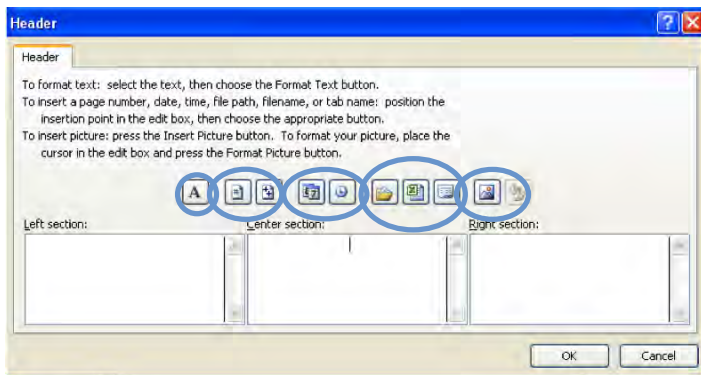 Header
Header
To format text: select the text, then choose the Format Text button.
To insert a page number, date, time, file path, filename, or tab name: position the
insertion point in the edit box, then choose the appropriate button.
To insert picture: press the Insert Picture button. To format your picture, place the
cursor in the edit box and press the Format Picture button.
A
Left section: Center section: Right section:
OK Cancel